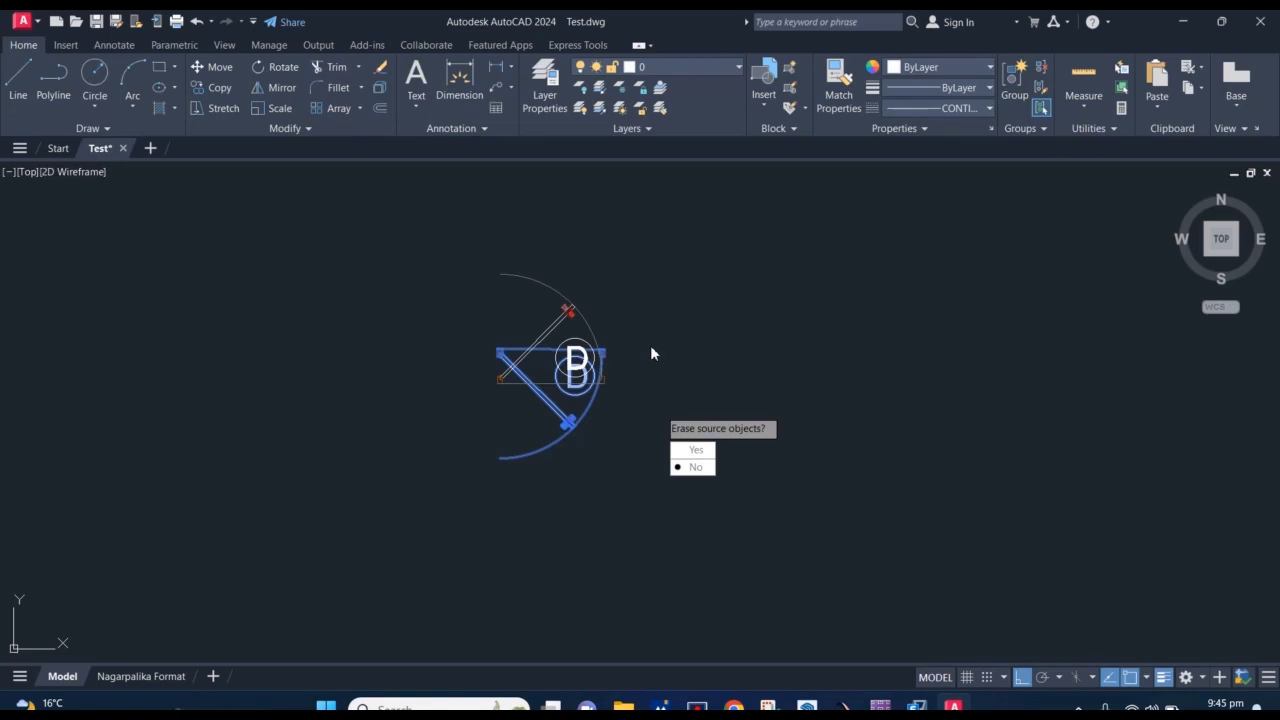 Share
Autodesk AutoCAD 2024 Test.dwg
Type a keyword or phrase
Sign In
Home Insert Annotate Parametric View Manage Output Add-ins Collaborate Featured Apps Express Tools
Line Polyline Circle Arc
Move Rotate Trim
Copy Mirror Fillet
Stretch Scale Array
Text Dimension
Layer Properties
0
Insert
Match Properties
ByLayer
ByLayer
CONTI...
Group
Measure
Paste
Base
Draw Modify Annotation Layers Block Properties Groups Utilities Clipboard View
Start Test*
[−][Top][2D Wireframe]
N
W TOP E
S
WCS
B
B
Erase source objects?
Yes
No
Y
X
Model Nagarpalika Format
MODEL
16°C
Search
9:45 pm